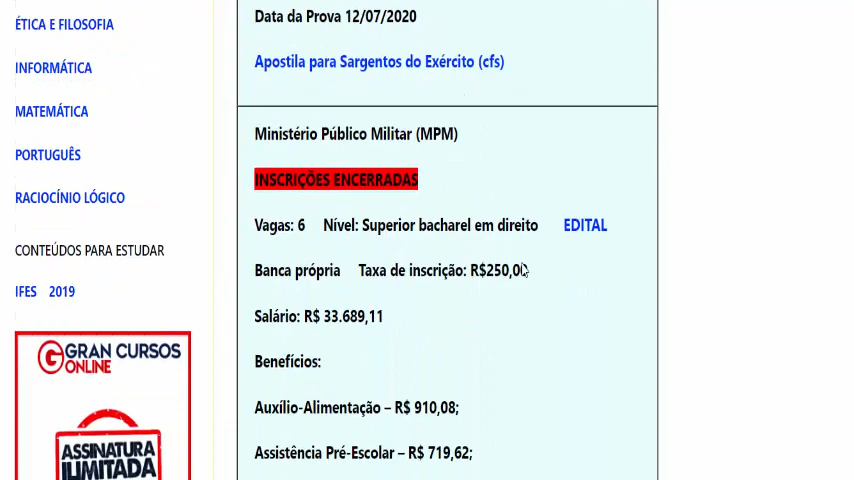 ÉTICA E FILOSOFIA
INFORMÁTICA
MATEMÁTICA
PORTUGUÊS
RACIOCÍNIO LÓGICO
CONTEÚDOS PARA ESTUDAR
IFES 2019
GRAN CURSOS
ONLINE
ASSINATURA
ILIMITADA
Data da Prova 12/07/2020
Apostila para Sargentos do Exército (cfs)
Ministério Público Militar (MPM)
INSCRIÇÕES ENCERRADAS
Vagas: 6 Nível: Superior bacharel em direito EDITAL
Banca própria Taxa de inscrição: R$250,00
Salário: R$ 33.689,11
Benefícios:
Auxílio-Alimentação – R$ 910,08;
Assistência Pré-Escolar – R$ 719,62;